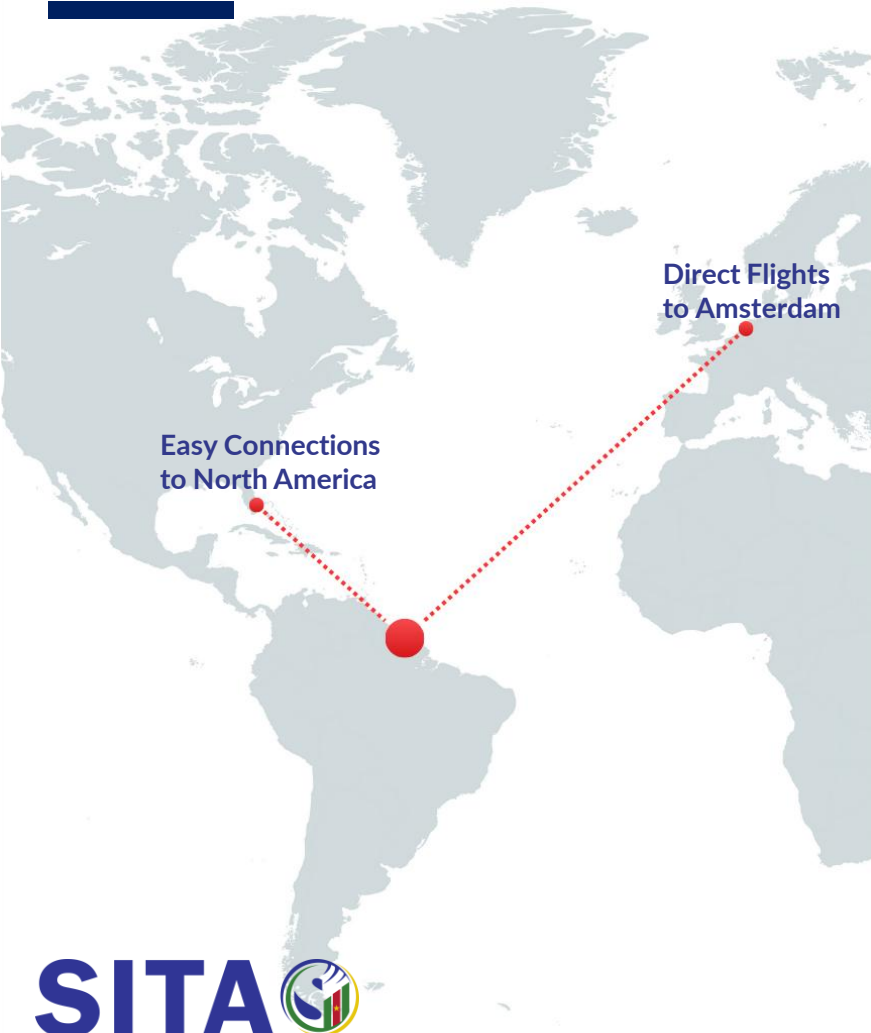 Direct Flights
to Amsterdam
Easy Connections
to North America
SITA